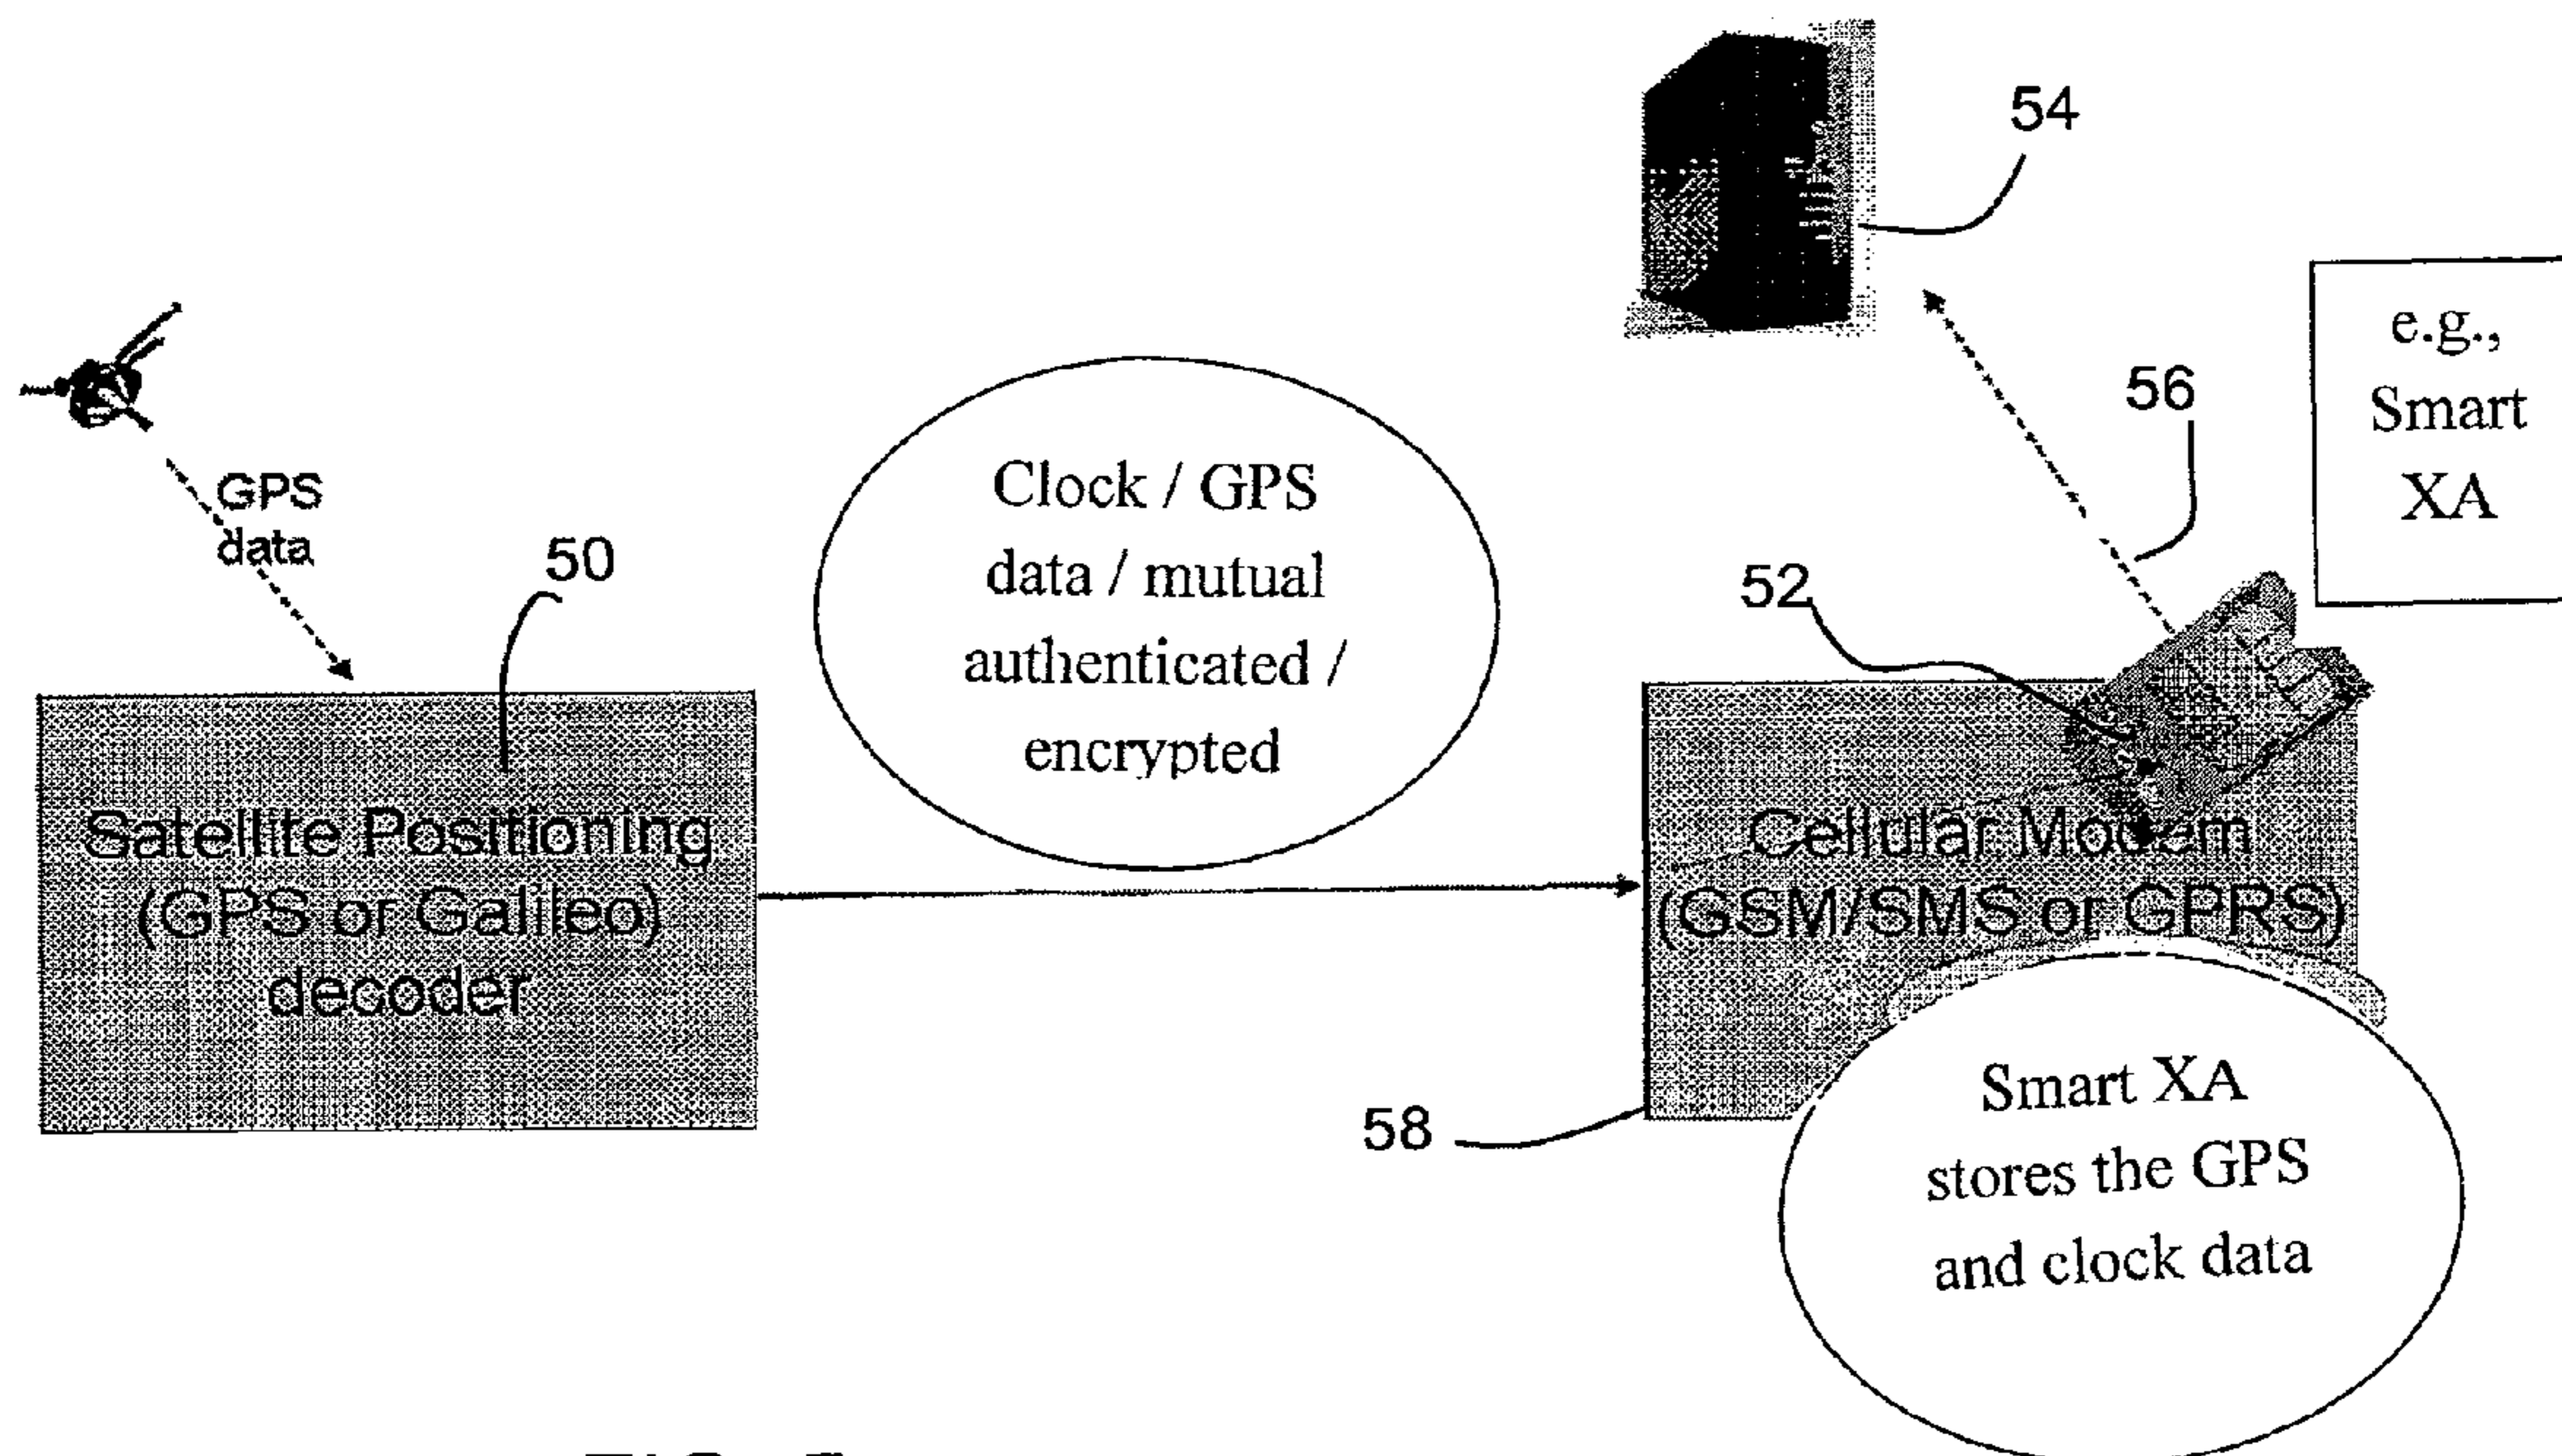 54
e.g.,
Smart
XA
56
52
GPS
data
50
Clock / GPS
data / mutual
authenticated /
encrypted
Satellite Positioning
(GPS or Galileo)
decoder
Cellular Modem
(GSM/SMS or GPRS)
58
Smart XA
stores the GPS
and clock data